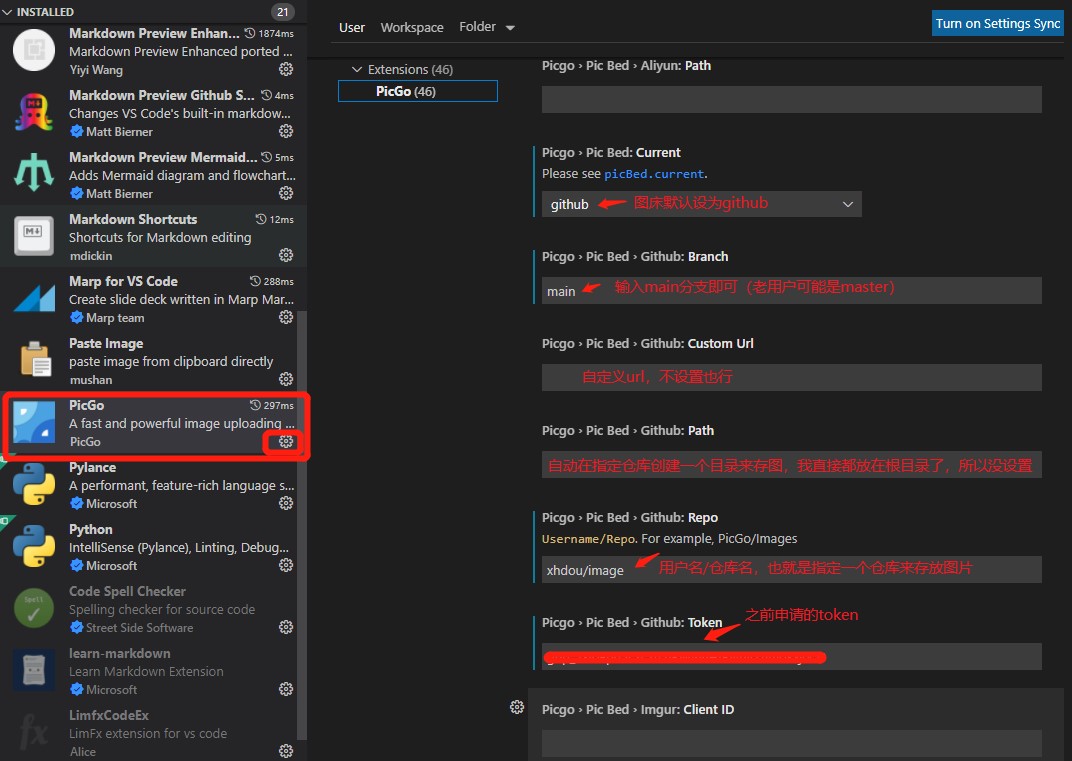 INSTALLED 21
Markdown Preview Enhan... 1874ms
Markdown Preview Enhanced ported ...
Yiyi Wang
Markdown Preview Github S... 4ms
Changes VS Code's built-in markdow...
Matt Bierner
Markdown Preview Mermaid... 5ms
Adds Mermaid diagram and flowchart...
Matt Bierner
Markdown Shortcuts 12ms
Shortcuts for Markdown editing
mdickin
Marp for VS Code 288ms
Create slide deck written in Marp Mar...
Marp team
Paste Image
paste image from clipboard directly
mushan
PicGo 297ms
A fast and powerful image uploading ...
PicGo
Pylance
A performant, feature-rich language s...
Microsoft
Python
IntelliSense (Pylance), Linting, Debug...
Microsoft
Code Spell Checker
Spelling checker for source code
Street Side Software
learn-markdown
Learn Markdown Extension
Microsoft
LimfxCodeEx
LimFx extension for vs code
Alice
User Workspace Folder
Turn on Settings Sync
Extensions (46)
PicGo (46)
Picgo › Pic Bed › Aliyun: Path
Picgo › Pic Bed: Current
Please see picBed.current.
github 图床默认设为github
Picgo › Pic Bed › Github: Branch
main 输入main分支即可（老用户可能是master）
Picgo › Pic Bed › Github: Custom Url
自定义url，不设置也行
Picgo › Pic Bed › Github: Path
自动在指定仓库创建一个目录来存图，我直接都放在根目录了，所以没设置
Picgo › Pic Bed › Github: Repo
Username/Repo. For example, PicGo/Images
xhdou/image 用户名/仓库名，也就是指定一个仓库来存放图片
Picgo › Pic Bed › Github: Token 之前申请的token
Picgo › Pic Bed › Imgur: Client ID